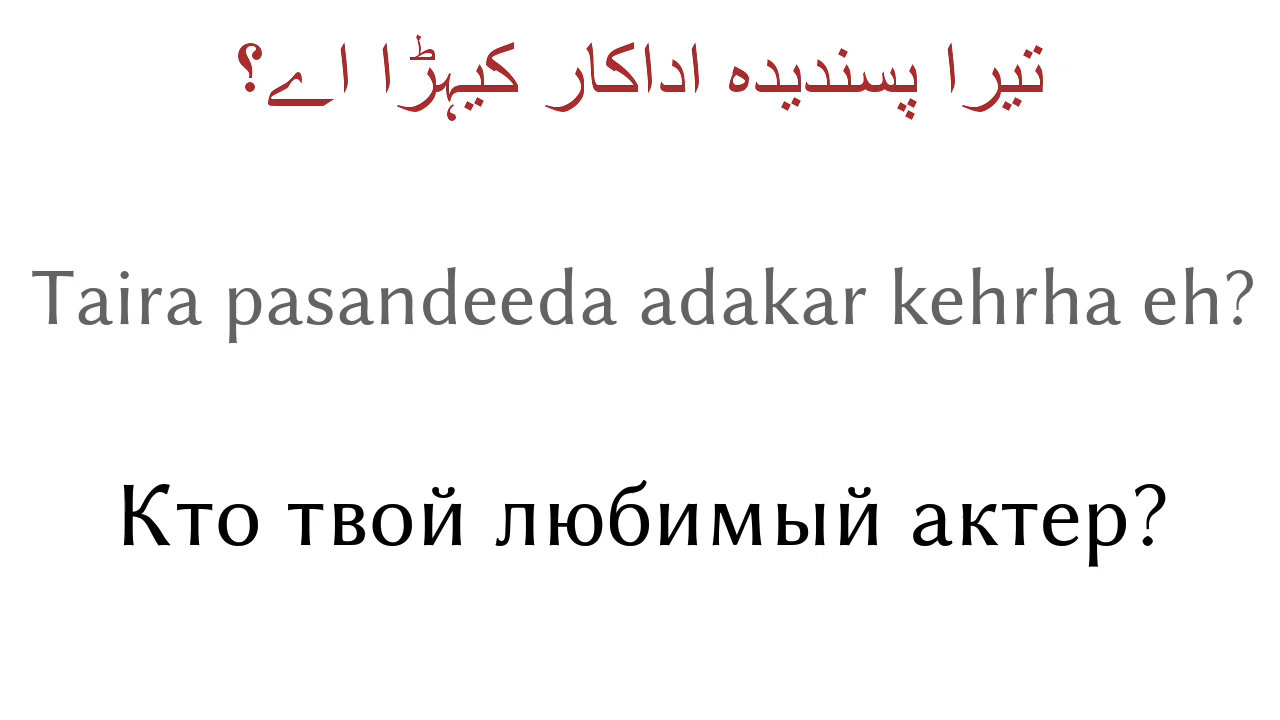 تیرا پسندیدہ اداکار کیہڑا اے؟
Taira pasandeeda adakar kehrha eh?
Кто твой любимый актер?